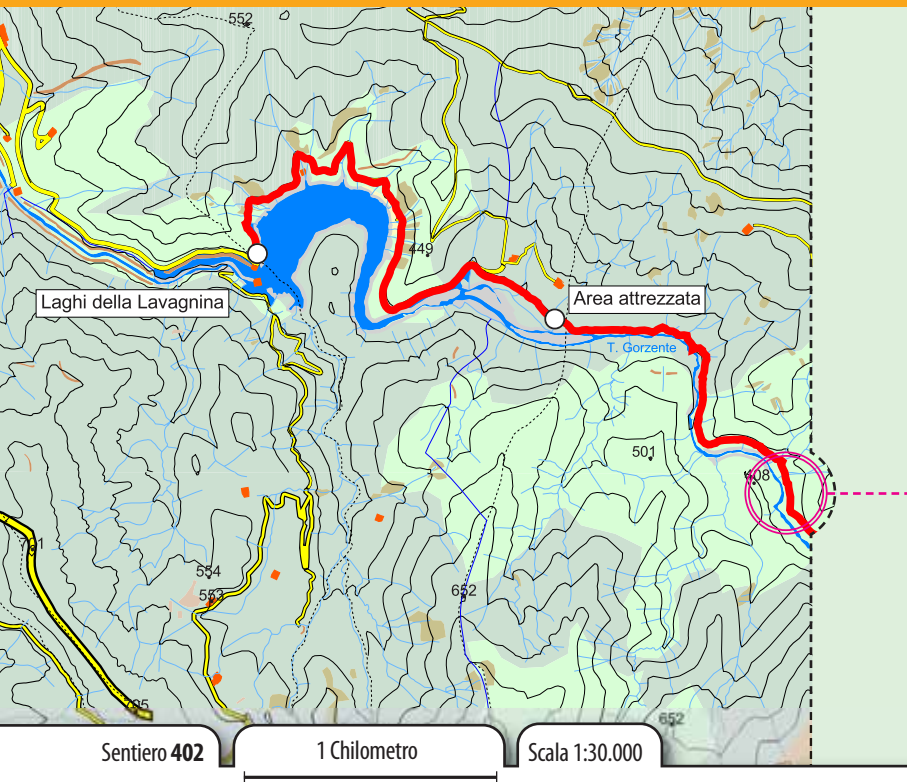 552
449
Laghi della Lavagnina
Area attrezzata
T. Gorzente
501
554
553
652
652
Sentiero 402
1 Chilometro
Scala 1:30.000